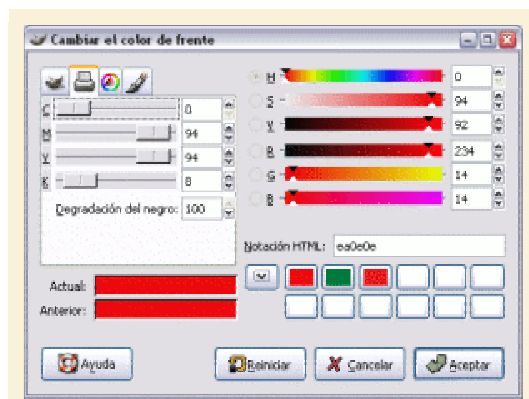 Cambiar el color de frente
C 0
M 94
Y 94
K 8
Degradación del negro: 100
H 0
S 94
V 92
R 234
G 14
B 14
Notación HTML: ea0e0e
Actual:
Anterior:
Ayuda Reiniciar Cancelar Aceptar